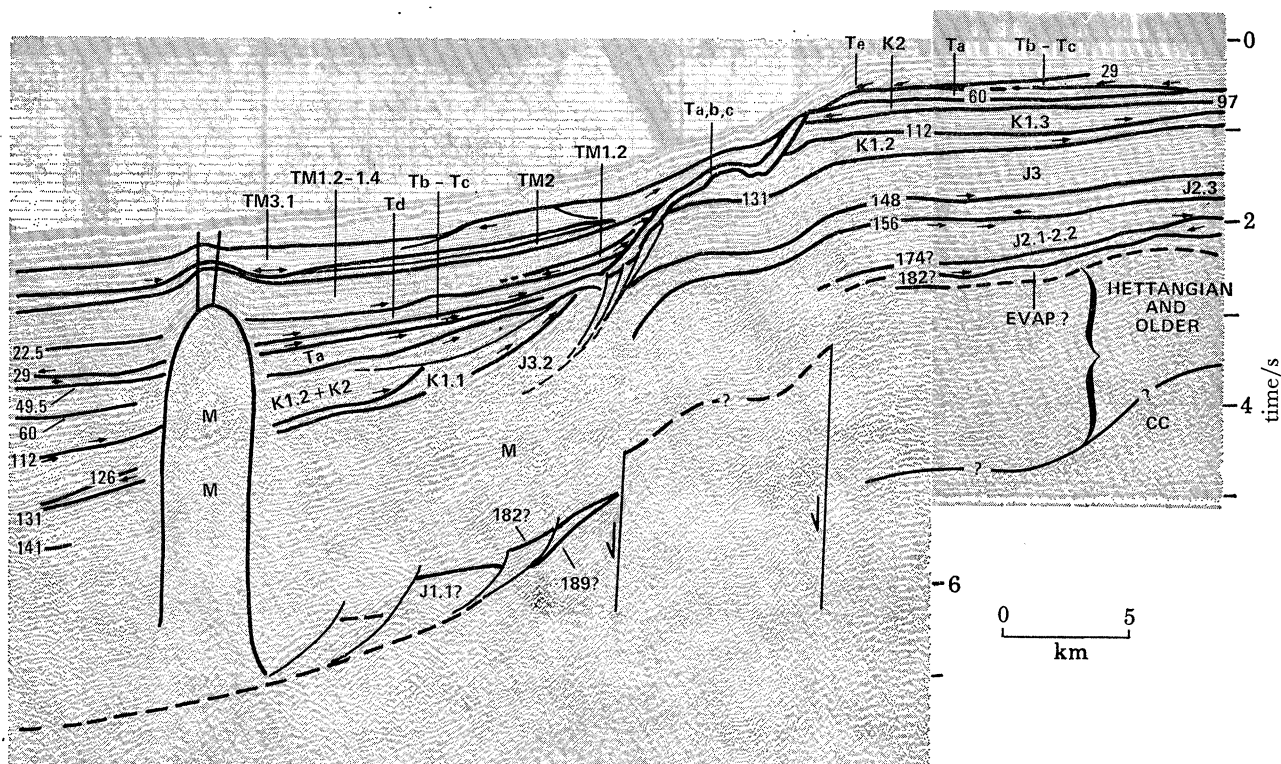 Te K2 Ta Tb – Tc
29
60
97
Ta,b,c
112
K1.3
K1.2
TM1.2
TM1.2–1.4 Tb – Tc TM2
TM3.1
Td
131
J3
J2.3
148
156
J2.1-2.2
174?
182?
EVAP ?
HETTANGIAN
AND
OLDER
22.5
29
49.5
60
112
126
131
141
Ta
K1.2 + K2
K1.1
J3.2
M
M
M
?
?
?
CC
182?
189?
J1.1?
0
2
4
6
time/s
0 5
km